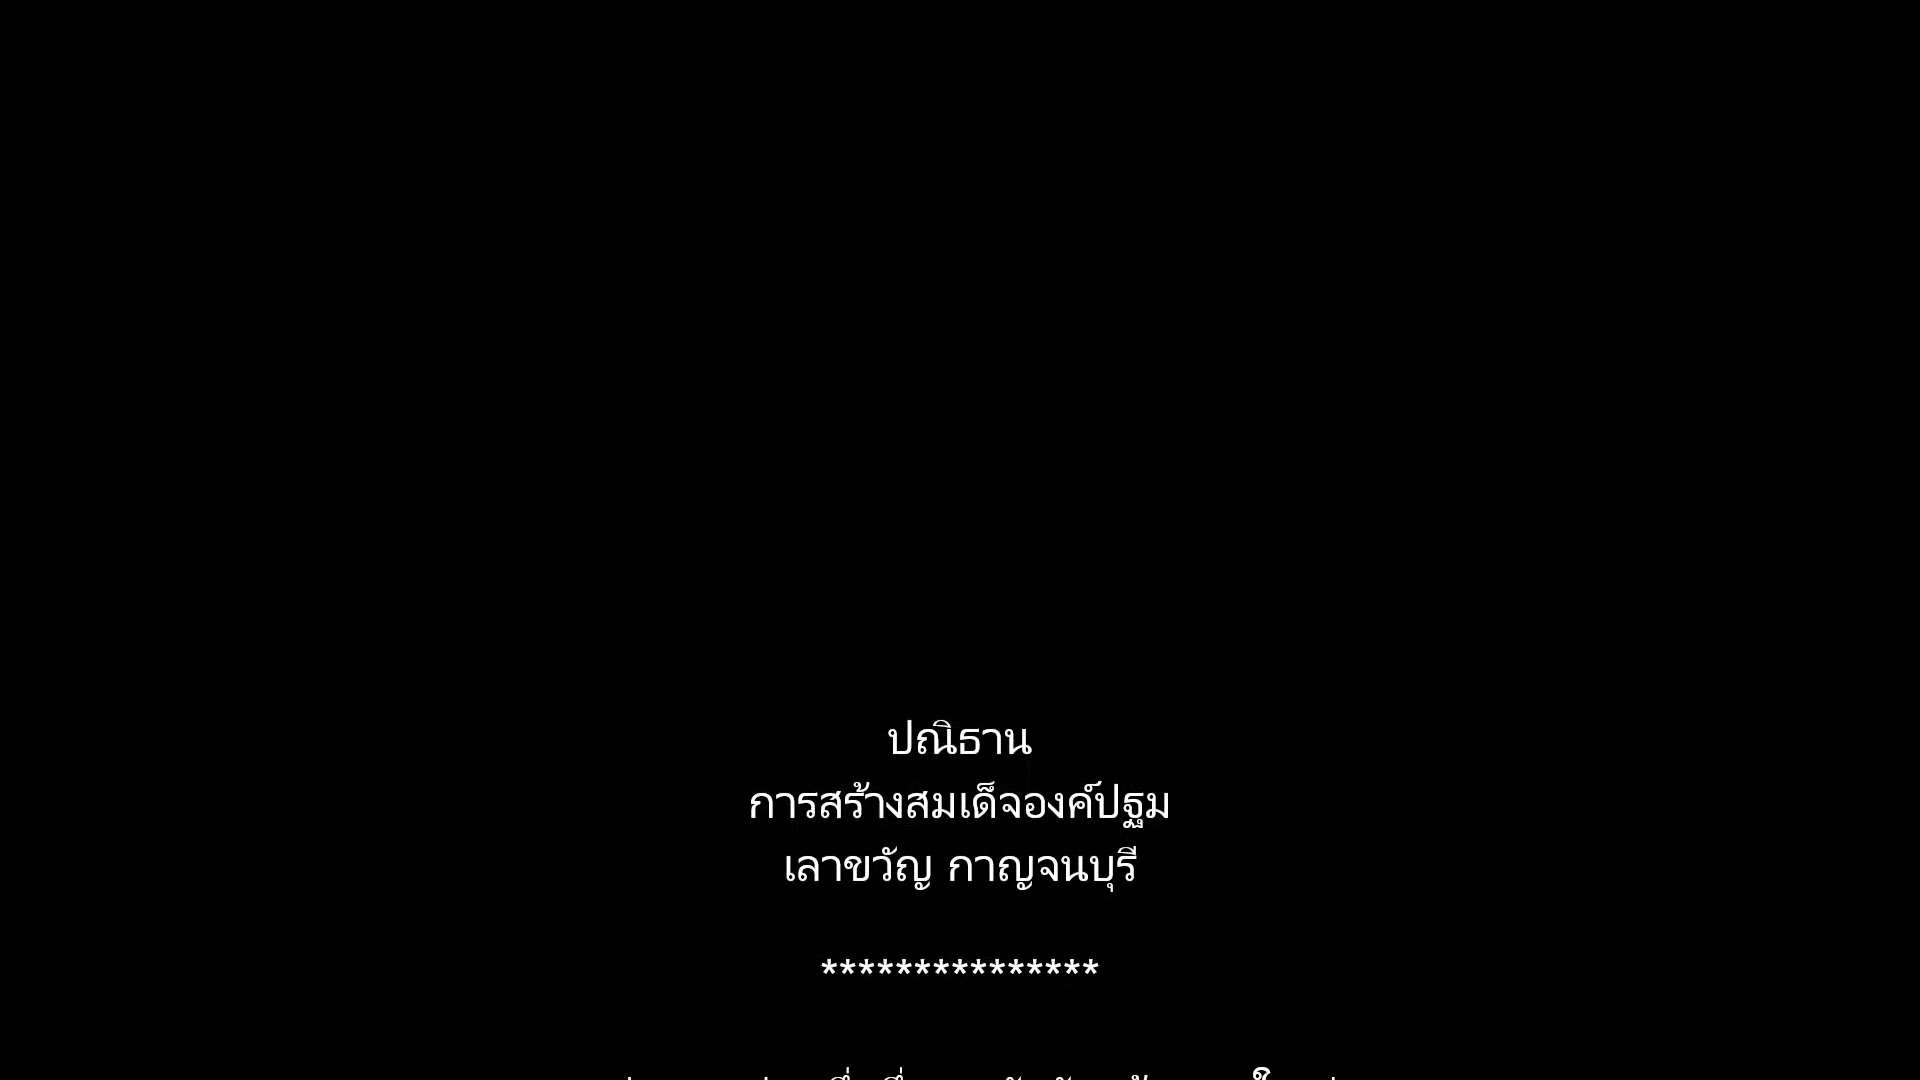 ปณิธาน
การสร้างสมเด็จองค์ปฐม
เลาขวัญ กาญจนบุรี
***************